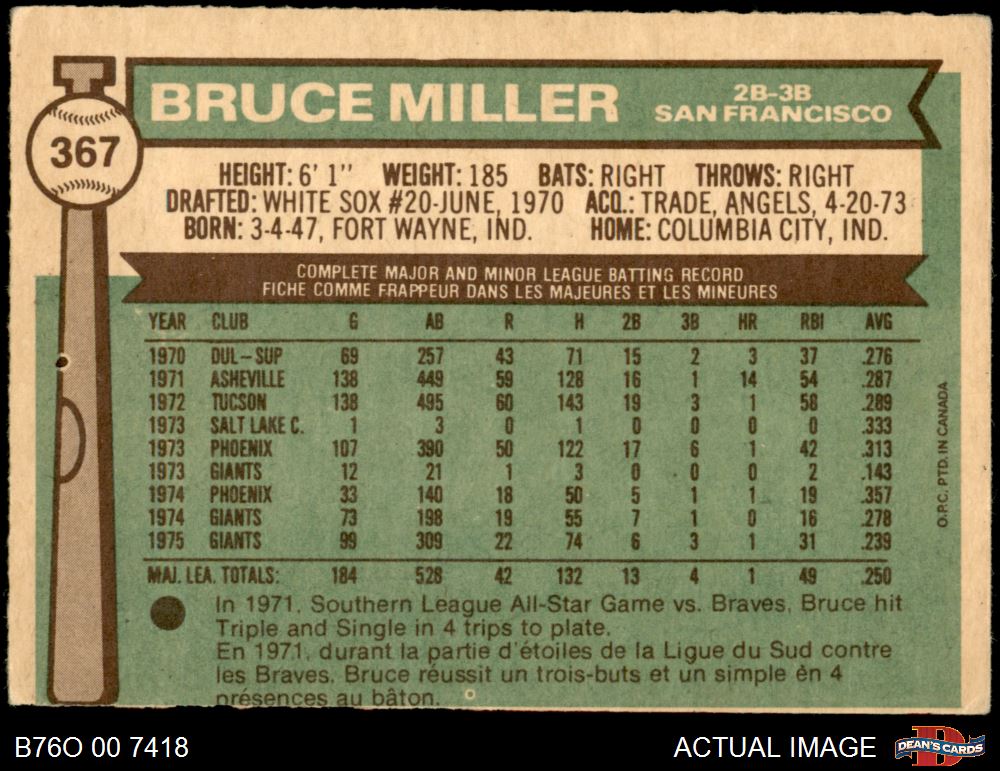 367
BRUCE MILLER
2B-3B
SAN FRANCISCO
HEIGHT: 6' 1" WEIGHT: 185 BATS: RIGHT THROWS: RIGHT
DRAFTED: WHITE SOX #20-JUNE, 1970 ACQ.: TRADE, ANGELS, 4-20-73
BORN: 3-4-47, FORT WAYNE, IND. HOME: COLUMBIA CITY, IND.
COMPLETE MAJOR AND MINOR LEAGUE BATTING RECORD
FICHE COMME FRAPPEUR DANS LES MAJEURES ET LES MINEURES
YEAR CLUB G AB R H 2B 3B HR RBI AVG
1970 DUL-SUP 69 257 43 71 15 2 3 37 .276
1971 ASHEVILLE 138 449 59 128 16 1 14 54 .287
1972 TUCSON 138 495 60 143 19 3 1 58 .289
1973 SALT LAKE C. 1 3 0 1 0 0 0 0 .333
1973 PHOENIX 107 390 50 122 17 6 1 42 .313
1973 GIANTS 12 21 1 3 0 0 0 2 .143
1974 PHOENIX 33 140 18 50 5 1 1 19 .357
1974 GIANTS 73 198 19 55 7 1 0 16 .278
1975 GIANTS 99 309 22 74 6 3 1 31 .239
MAJ. LEA. TOTALS: 184 528 42 132 13 4 1 49 .250
In 1971, Southern League All-Star Game vs. Braves, Bruce hit
Triple and Single in 4 trips to plate.
En 1971, durant la partie d'étoiles de la Ligue du Sud contre
les Braves, Bruce réussit un trois-buts et un simple èn 4
présences au bâton.
O.P.C. PTD. IN CANADA
B76O 00 7418
ACTUAL IMAGE
DEAN'S CARDS